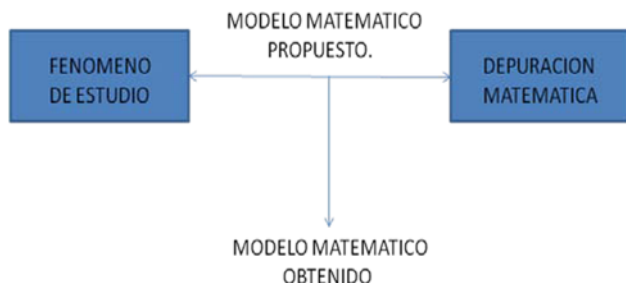 MODELO MATEMATICO
PROPUESTO.
FENOMENO
DE ESTUDIO
DEPURACION
MATEMATICA
MODELO MATEMATICO
OBTENIDO